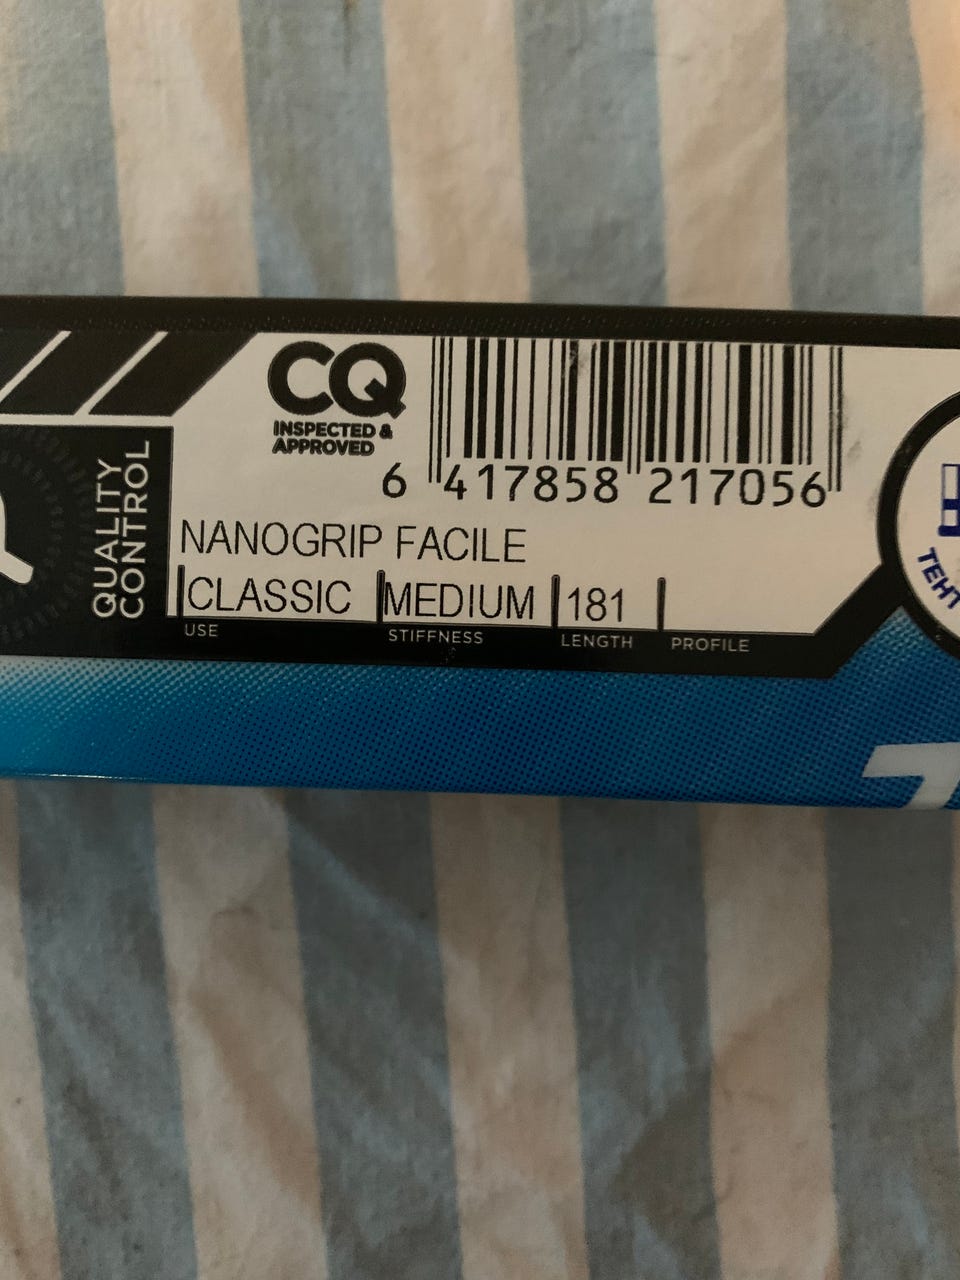 CQ
INSPECTED &
APPROVED
6 417858 217056
QUALITY
CONTROL
NANOGRIP FACILE
CLASSIC MEDIUM 181
USE STIFFNESS LENGTH PROFILE